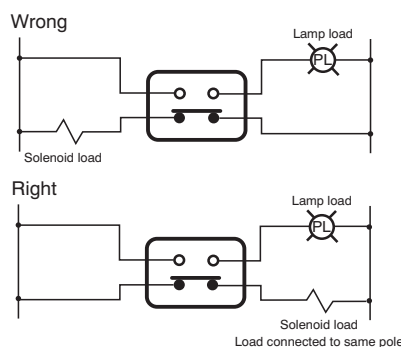 Wrong
Lamp load
PL
Solenoid load
Right
Lamp load
PL
Solenoid load
Load connected to same pole